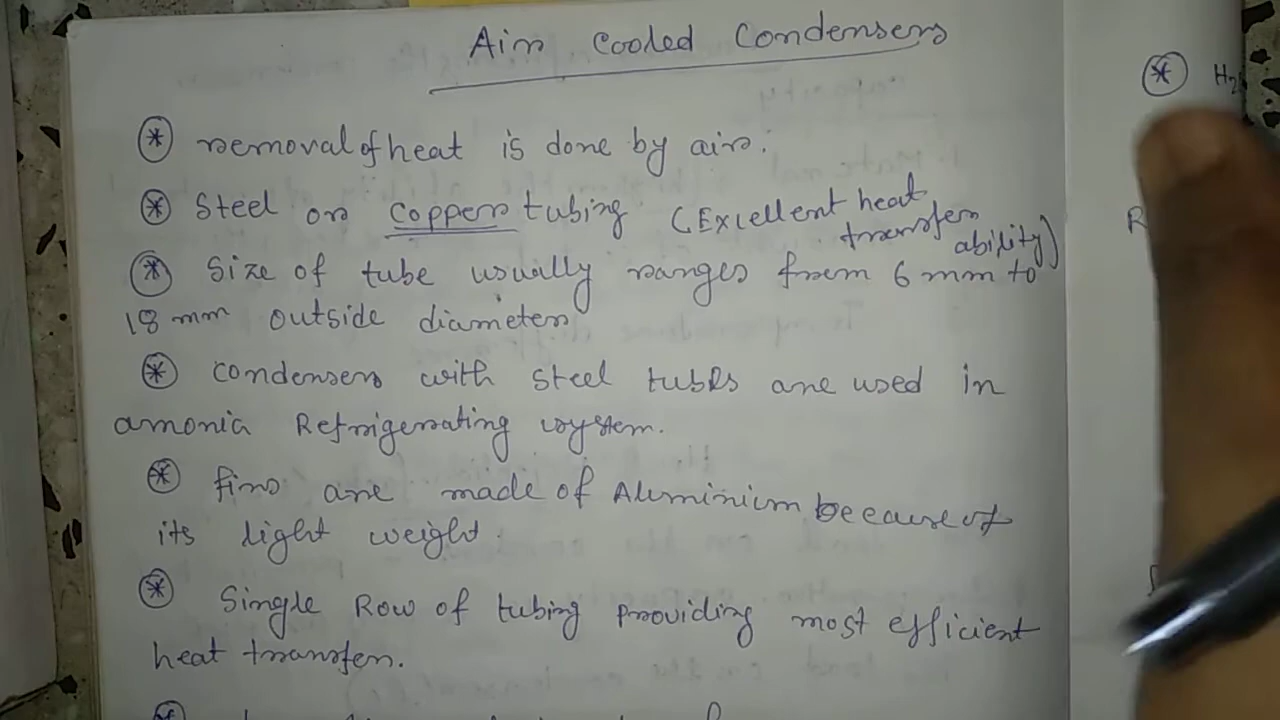 Air Cooled Condensers
* removal of heat is done by air.
* Steel or copper tubing (Excellent heat
transfer
ability)
* Size of tube usually ranges from 6 mm to
18 mm outside diameter
* Condensers with steel tubes are used in
amonia Refrigerating system.
* fins are made of Aluminium because of
its light weight.
* Single Row of tubing Providing most efficient
heat transfer.
* H2
R